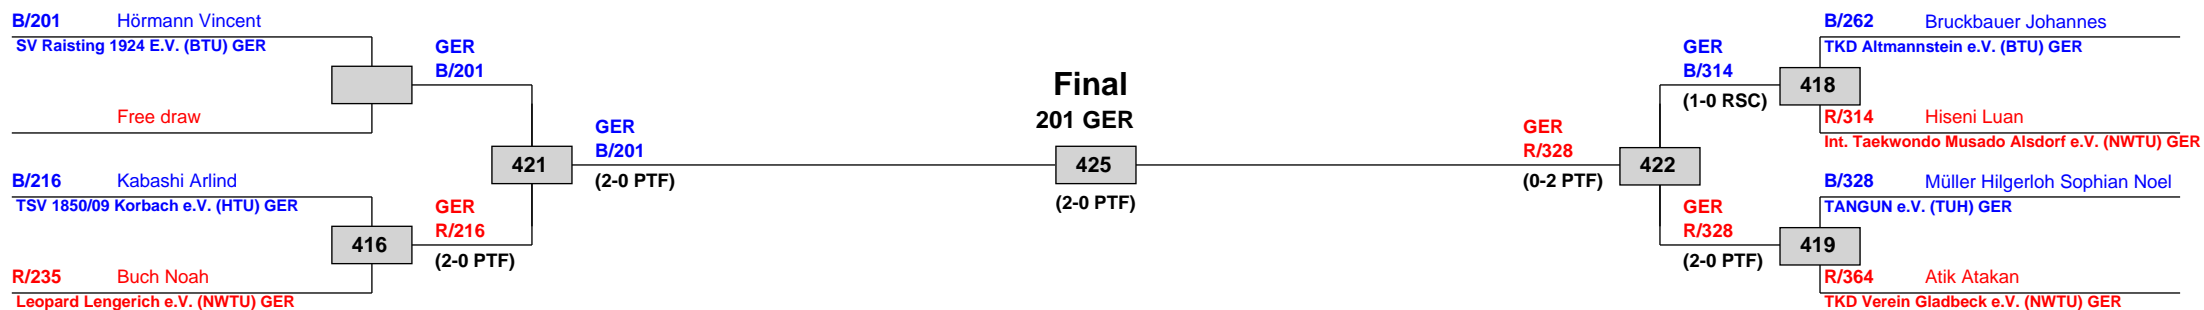 B/201 Hörmann Vincent
SV Raisting 1924 E.V. (BTU) GER
Free draw
GER
B/201
B/216 Kabashi Arlind
TSV 1850/09 Korbach e.V. (HTU) GER
416
R/235 Buch Noah
Leopard Lengerich e.V. (NWTU) GER
GER
R/216
(2-0 PTF)
421
GER
B/201
(2-0 PTF)
Final
201 GER
425
(2-0 PTF)
GER
R/328
(0-2 PTF)
422
GER
B/314
(1-0 RSC)
GER
R/328
(2-0 PTF)
B/262 Bruckbauer Johannes
TKD Altmannstein e.V. (BTU) GER
418
R/314 Hiseni Luan
Int. Taekwondo Musado Alsdorf e.V. (NWTU) GER
B/328 Müller Hilgerloh Sophian Noel
TANGUN e.V. (TUH) GER
419
R/364 Atik Atakan
TKD Verein Gladbeck e.V. (NWTU) GER